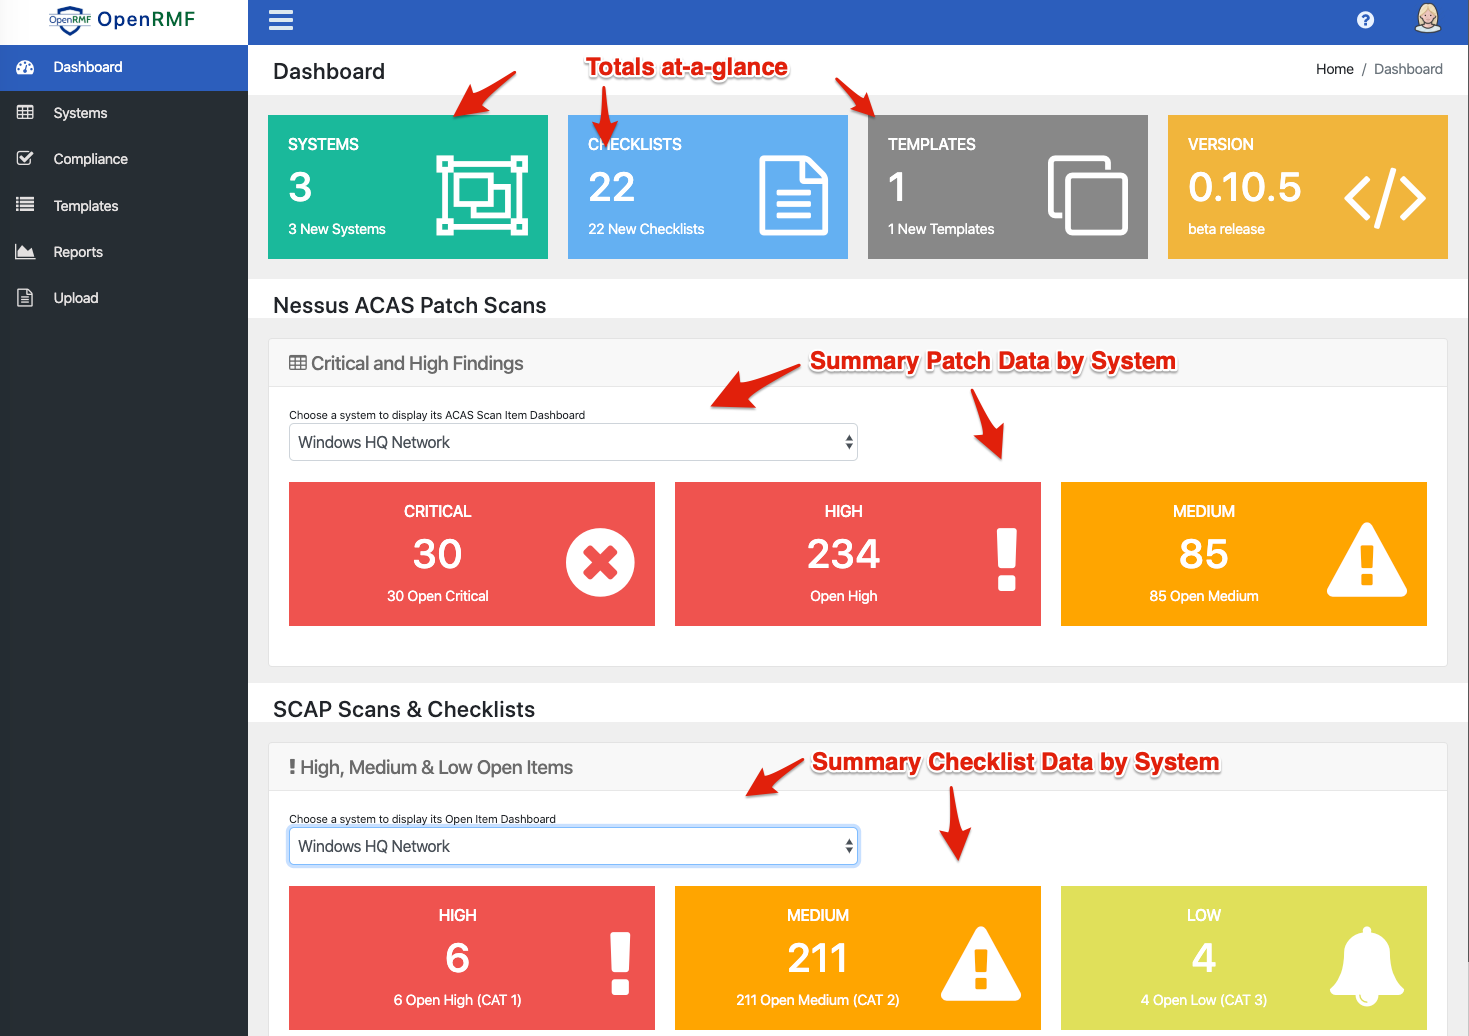 OpenRMF OpenRMF
Dashboard
Systems
Compliance
Templates
Reports
Upload
?
Dashboard
Totals at-a-glance
Home / Dashboard
SYSTEMS
3
3 New Systems
CHECKLISTS
22
22 New Checklists
TEMPLATES
1
1 New Templates
VERSION
0.10.5
beta release
Nessus ACAS Patch Scans
Critical and High Findings
Summary Patch Data by System
Choose a system to display its ACAS Scan Item Dashboard
Windows HQ Network
CRITICAL
30
30 Open Critical
HIGH
234
Open High
MEDIUM
85
85 Open Medium
SCAP Scans & Checklists
High, Medium & Low Open Items
Summary Checklist Data by System
Choose a system to display its Open Item Dashboard
Windows HQ Network
HIGH
6
6 Open High (CAT 1)
MEDIUM
211
211 Open Medium (CAT 2)
LOW
4
4 Open Low (CAT 3)